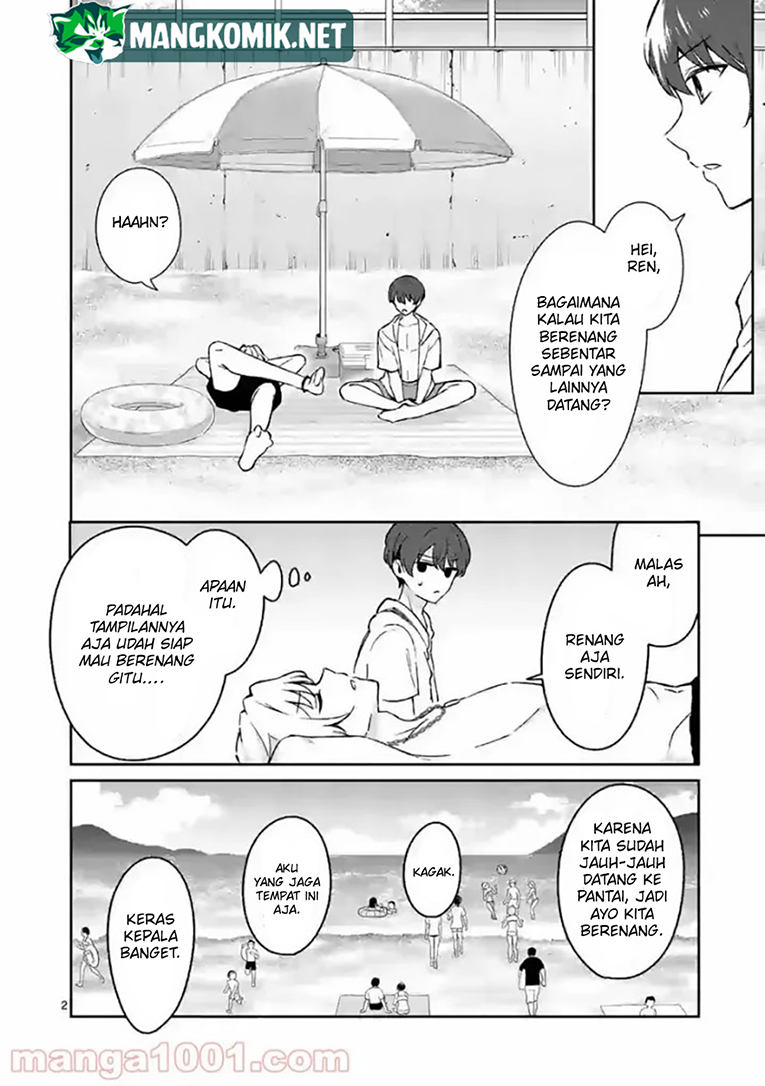 MANGKOMIK.NET
HEI,
REN,
BAGAIMANA
KALAU KITA
BERENANG
SEBENTAR
SAMPAI YANG
LAINNYA
DATANG?
HAAHN?
MALAS
AH,
RENANG
AJA
SENDIRI.
APAAN
ITU.
PADAHAL
TAMPILANNYA
AJA UDAH SIAP
MAU BERENANG
GITU....
KARENA
KITA SUDAH
JAUH-JAUH
DATANG KE
PANTAI, JADI
AYO KITA
BERENANG.
KAGAK.
AKU
YANG JAGA
TEMPAT INI
AJA.
KERAS
KEPALA
BANGET.
2
manga1001.com